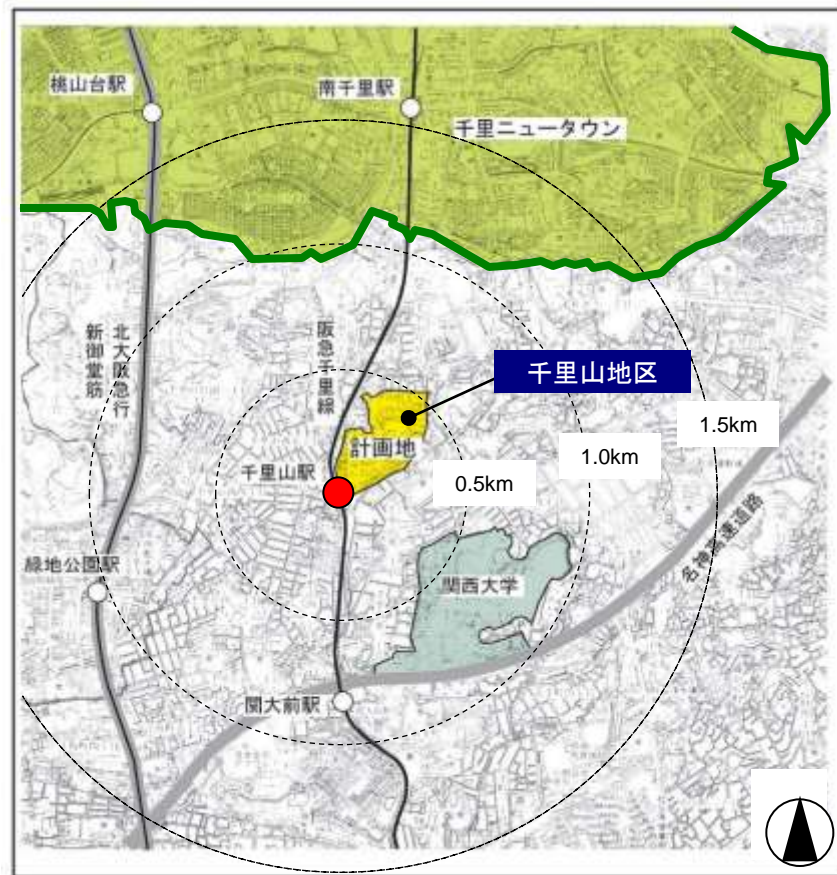 桃山台駅
南千里駅
千里ニュータウン
新御堂筋
北大阪急行
阪急千里線
千里山地区
計画地
千里山駅
0.5km
1.0km
1.5km
緑地公園駅
関西大学
名神高速道路
関大前駅